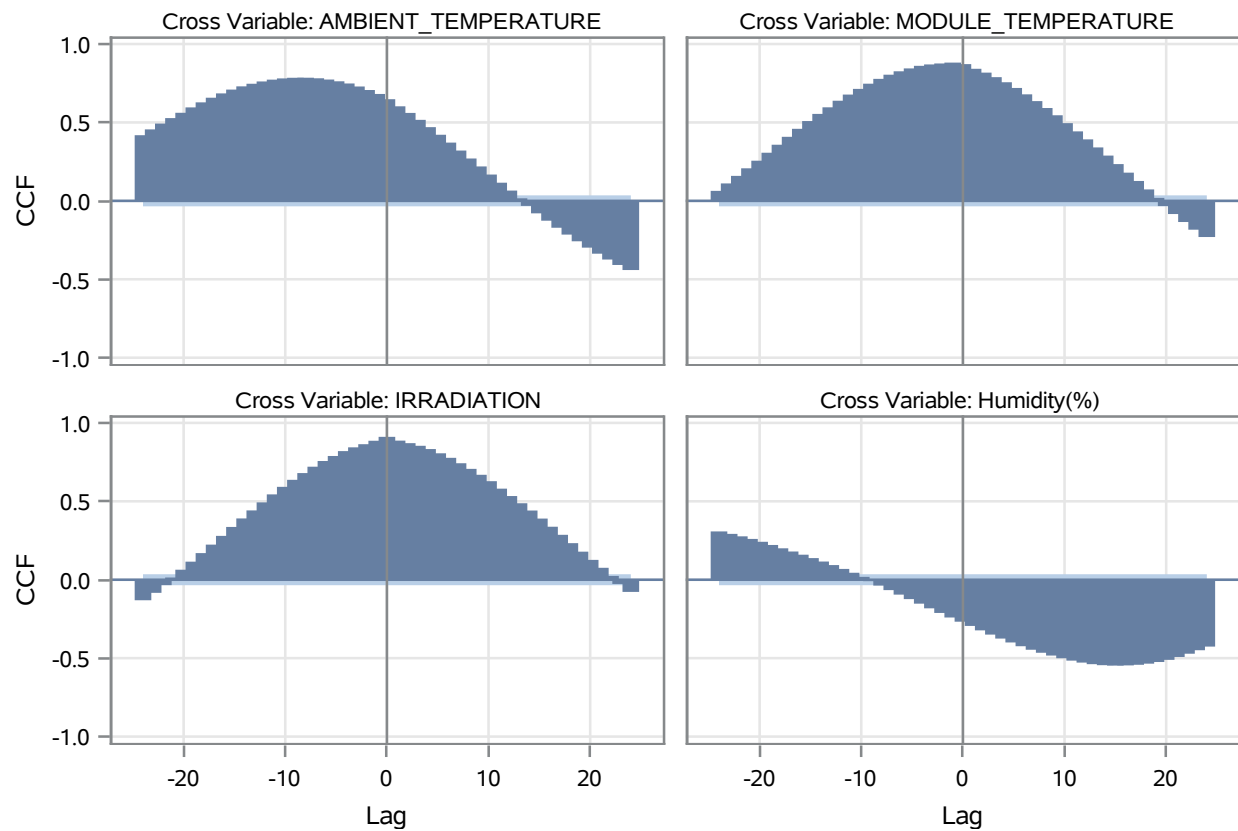 Cross Variable: AMBIENT_TEMPERATURE
Cross Variable: MODULE_TEMPERATURE
1.0
0.5
0.0
-0.5
-1.0
CCF
Cross Variable: IRRADIATION
Cross Variable: Humidity(%)
1.0
0.5
0.0
-0.5
-1.0
CCF
-20 -10 0 10 20
-20 -10 0 10 20
Lag
Lag